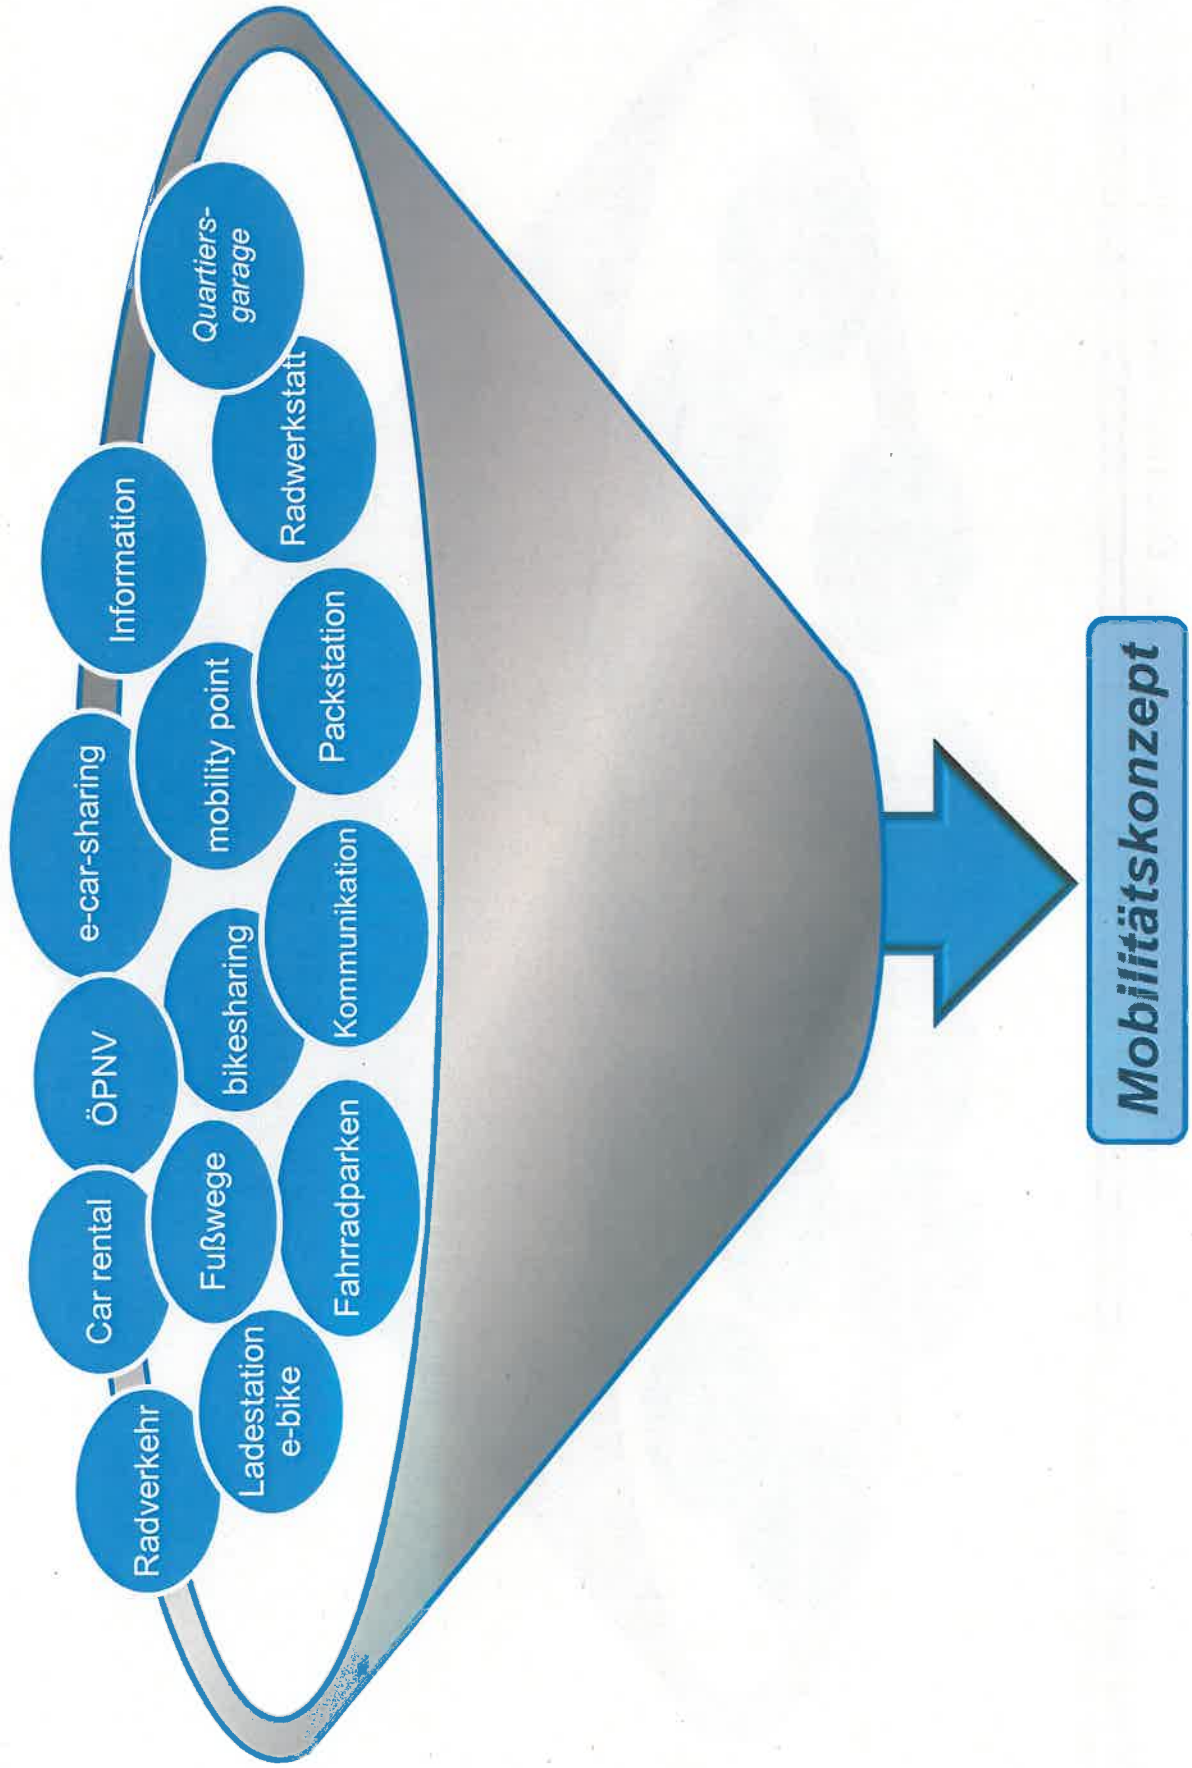 Radverkehr
Car rental
ÖPNV
e-car-sharing
Information
Quartiers-
garage
Ladestation
e-bike
Fußwege
bikesharing
mobility point
Radwerkstatt
Fahrradparken
Kommunikation
Packstation
Mobilitätskonzept